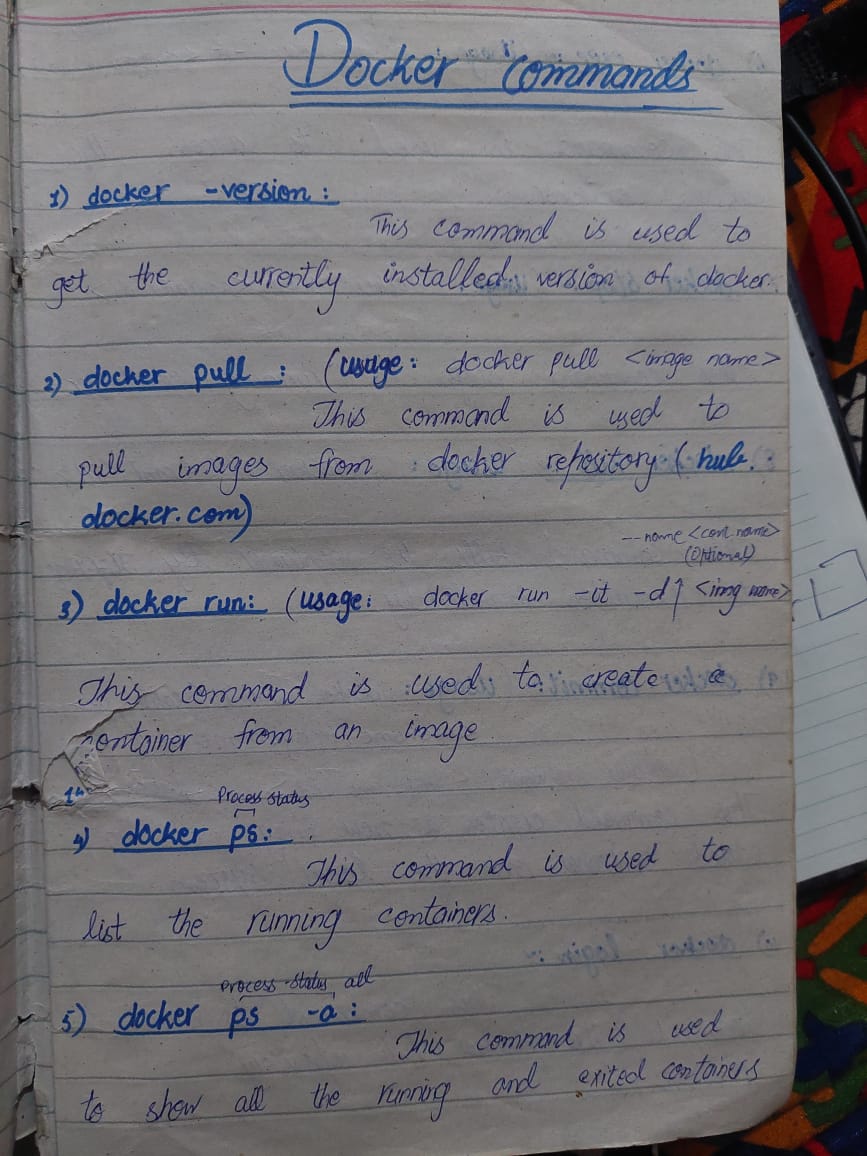 Docker Commands
1) docker -version :
This command is used to
get the currently installed version of docker.
2) docker pull : (usage: docker pull <image name>
This command is used to
pull images from docker repository (hub.
docker.com)
--name <cont.name>
(Optional)
3) docker run: (usage: docker run -it -d ↑ <img name>
This command is used to create a
container from an image
Process Status
4) docker ps:
This command is used to
list the running containers.
process status all
5) docker ps -a :
This command is used
to show all the running and exited containers